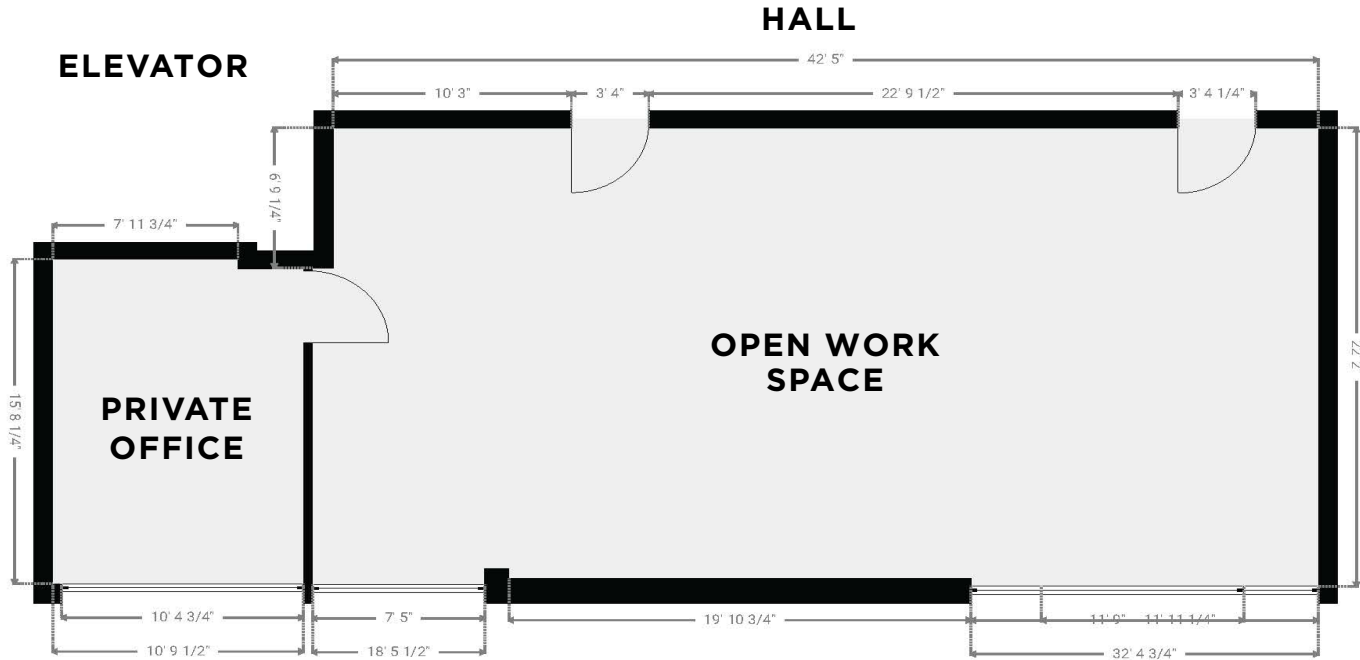 HALL
ELEVATOR
42' 5"
10' 3"
3' 4"
22' 9 1/2"
3' 4 1/4"
6' 9 1/4"
7' 11 3/4"
OPEN WORK
SPACE
22' 2
15' 8 1/4"
PRIVATE
OFFICE
10' 4 3/4"
7' 5"
19' 10 3/4"
11' 9"
11' 11 1/4"
10' 9 1/2"
18' 5 1/2"
32' 4 3/4"